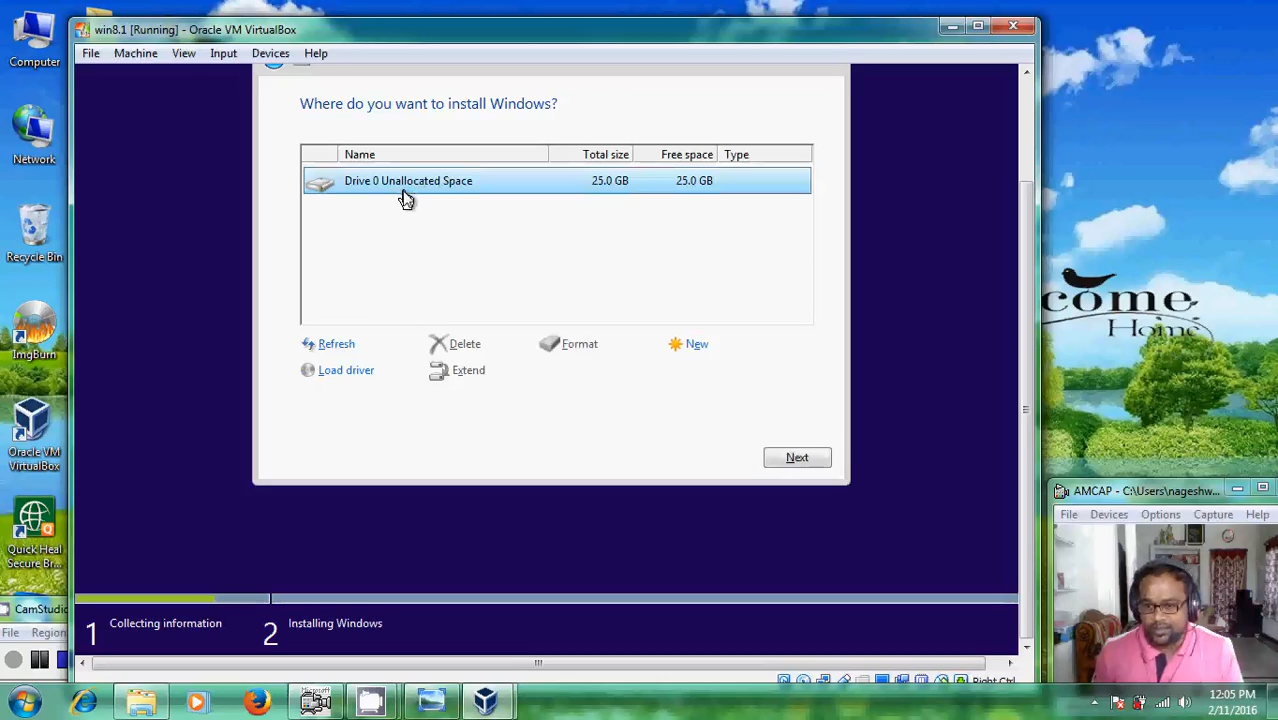 win8.1 [Running] - Oracle VM VirtualBox
File Machine View Input Devices Help
Where do you want to install Windows?
Name Total size Free space Type
Drive 0 Unallocated Space 25.0 GB 25.0 GB
Refresh Delete Format New
Load driver Extend
Next
1 Collecting information 2 Installing Windows
Right Ctrl
Computer
Network
Recycle Bin
ImgBurn
Oracle VM
VirtualBox
Quick Heal
Secure Br...
CamStudio
File Region
come
Home
AMCAP - C:\Users\nageshw...
File Devices Options Capture Help
12:05 PM
2/11/2016